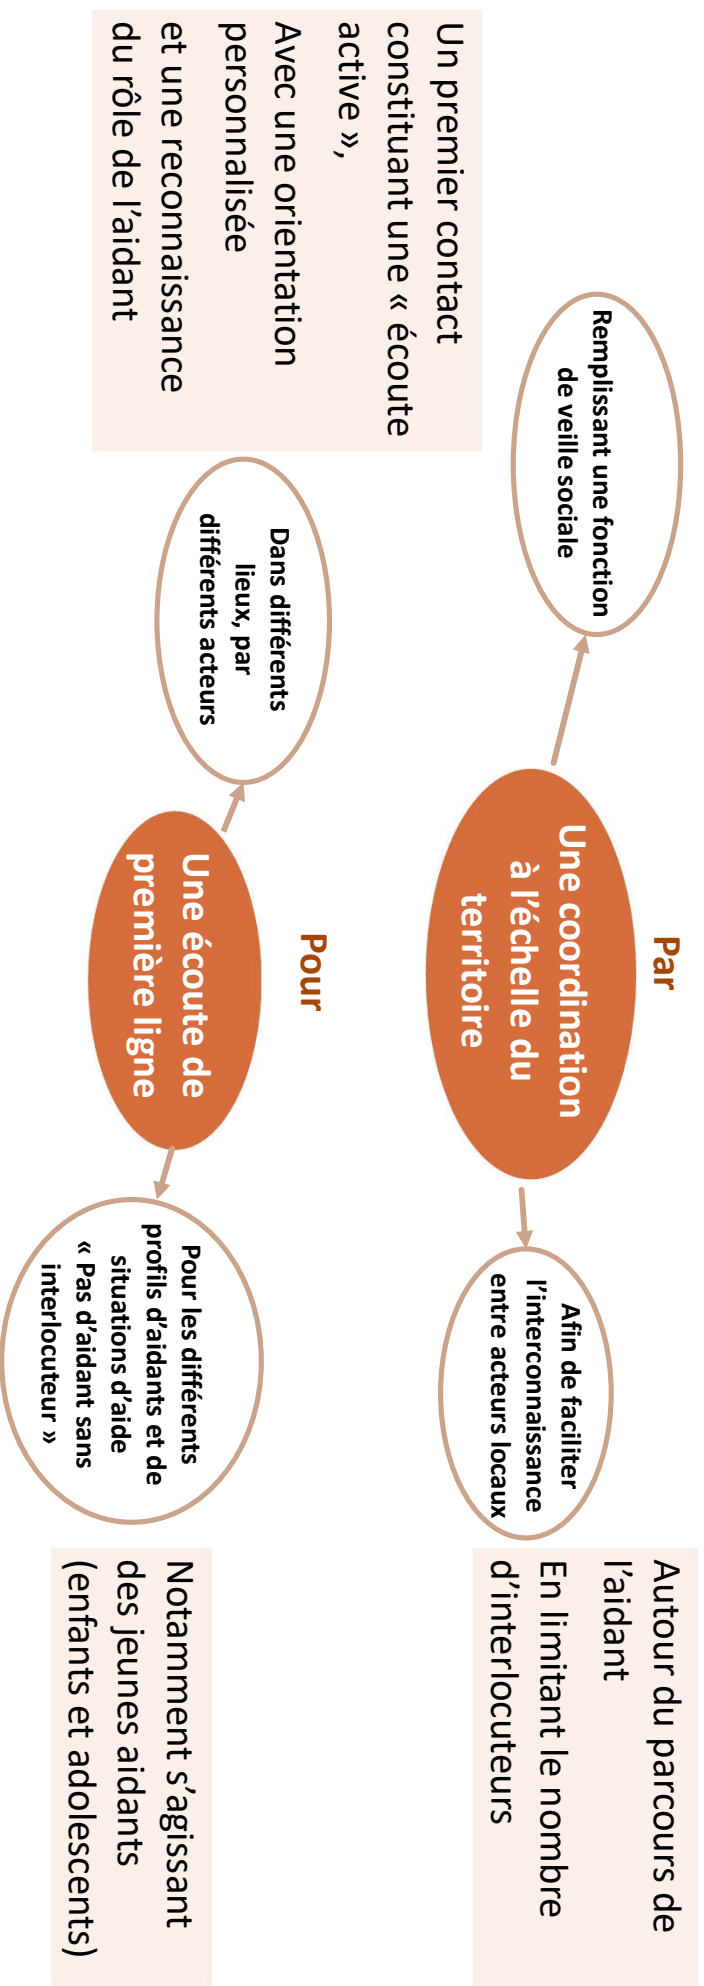 Par
Remplissant une fonction
de veille sociale
Une coordination
à l’échelle du
territoire
Afin de faciliter
l’interconnaissance
entre acteurs locaux
Autour du parcours de
l’aidant
En limitant le nombre
d’interlocuteurs
Un premier contact
constituant une « écoute
active »,
Avec une orientation
personnalisée
et une reconnaissance
du rôle de l’aidant
Pour
Dans différents
lieux, par
différents acteurs
Une écoute de
première ligne
Pour les différents
profils d’aidants et de
situations d’aide
« Pas d’aidant sans
interlocuteur »
Notamment s’agissant
des jeunes aidants
(enfants et adolescents)